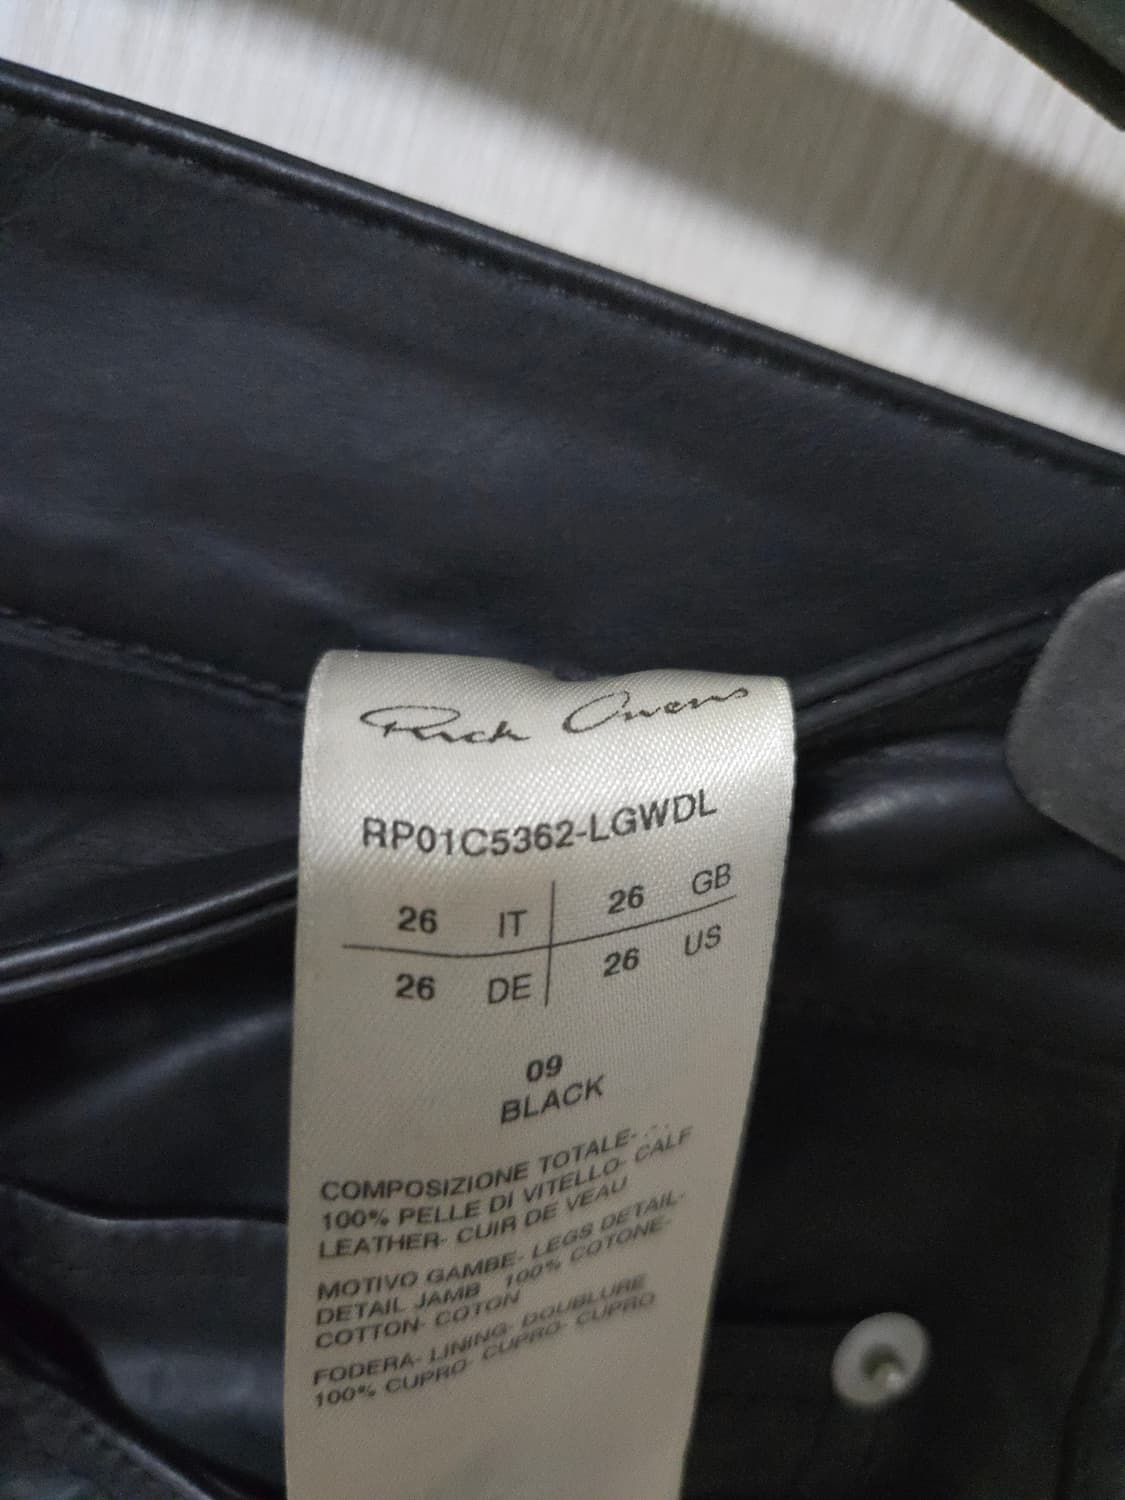 Rick Owens
RP01C5362-LGWDL
26 IT 26 GB
26 DE 26 US
09
BLACK
COMPOSIZIONE TOTALE-
100% PELLE DI VITELLO- CALF
LEATHER- CUIR DE VEAU
MOTIVO GAMBE- LEGS DETAIL-
DETAIL JAMB 100% COTONE-
COTTON- COTON
FODERA- LINING- DOUBLURE
100% CUPRO- CUPRO- CUPRO